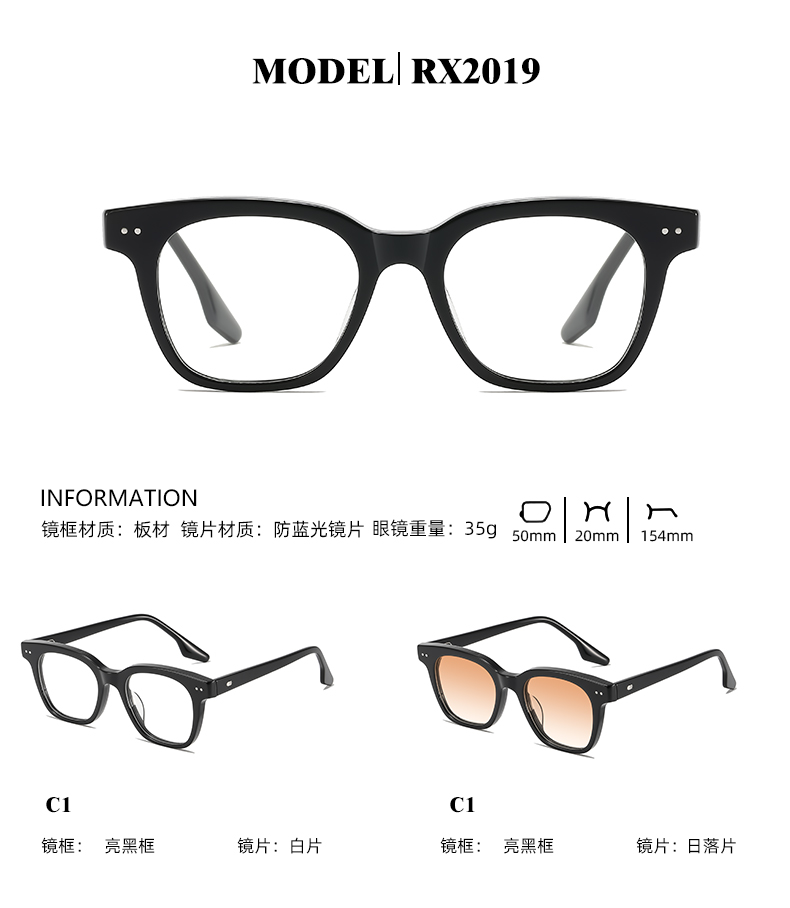 MODEL | RX2019
INFORMATION
镜框材质：板材 镜片材质：防蓝光镜片 眼镜重量：35g
50mm 20mm 154mm
C1 C1
镜框： 亮黑框 镜片：白片 镜框： 亮黑框 镜片：日落片